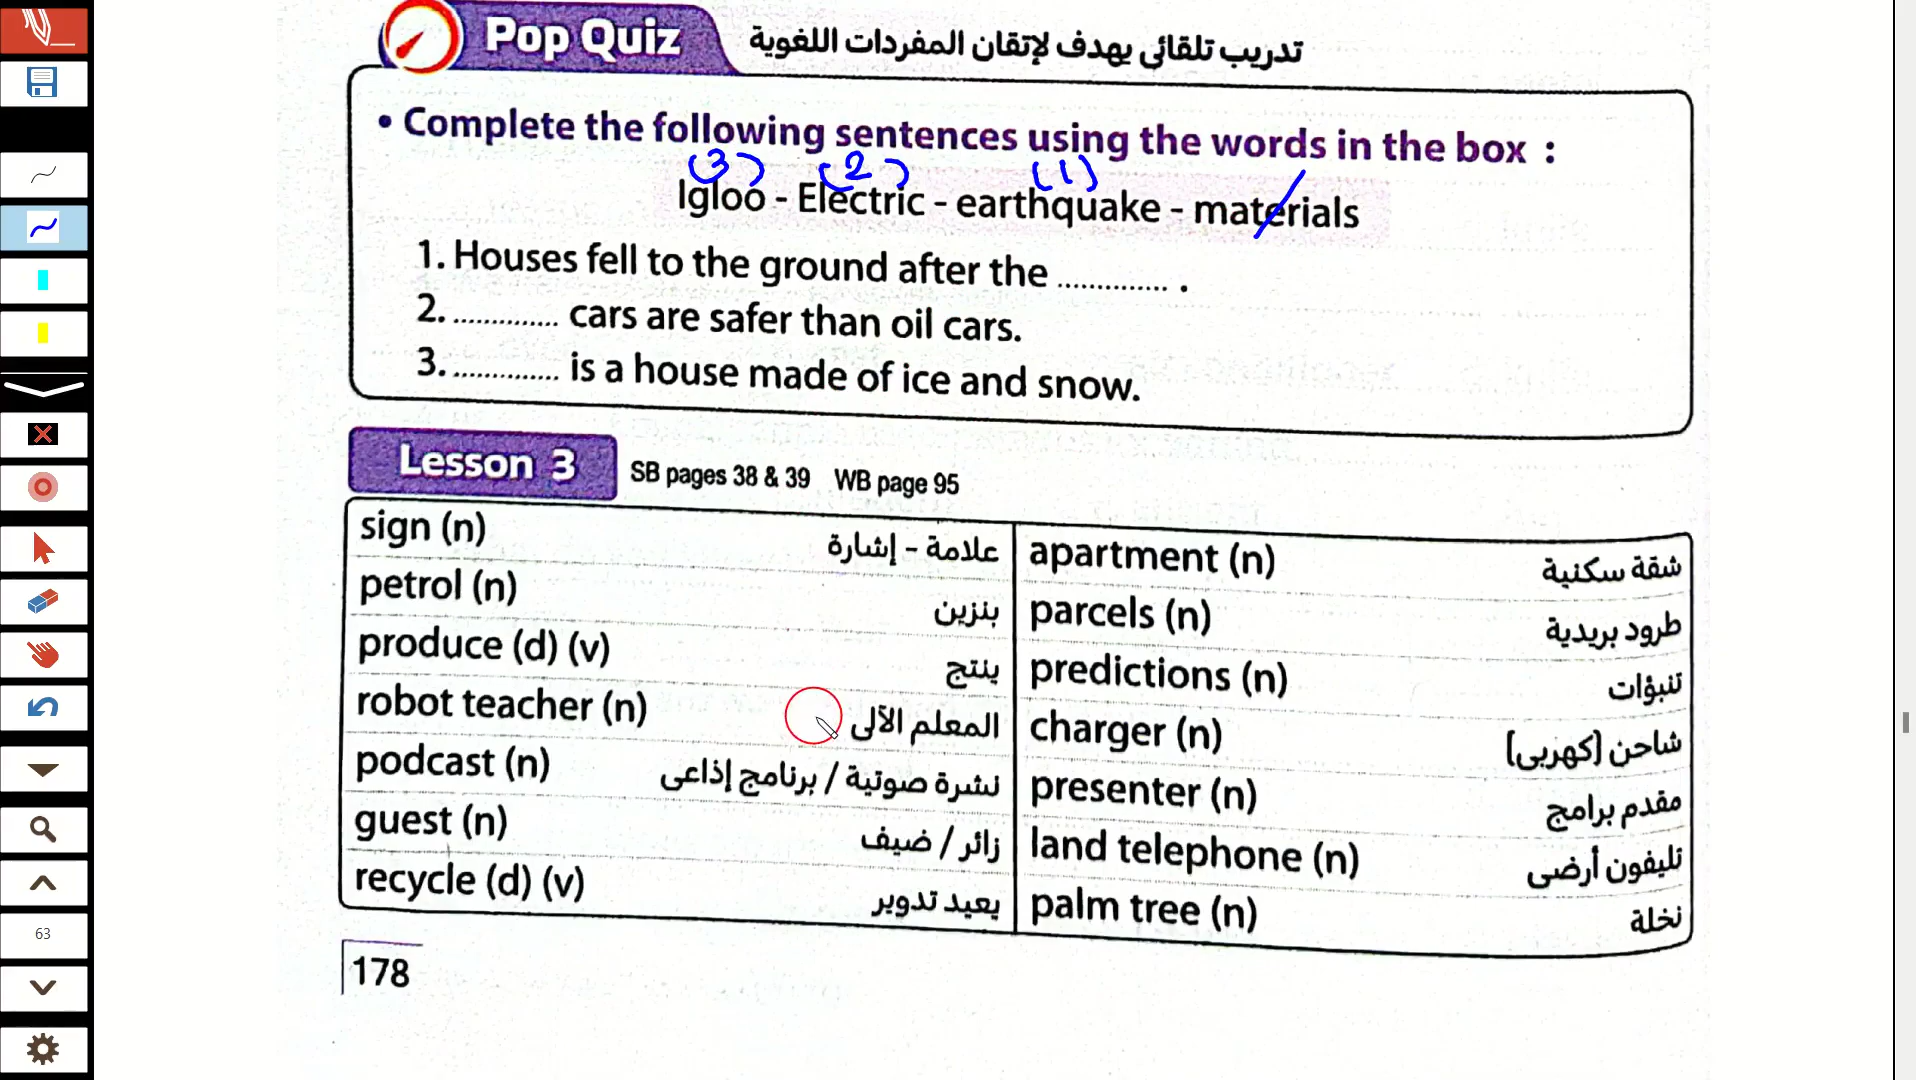 Pop Quiz تدريب تلقائى يهدف لإتقان المفردات اللغوية
• Complete the following sentences using the words in the box :
(3) (2) (1)
Igloo - Electric - earthquake - materials
1. Houses fell to the ground after the .............. .
2. .............. cars are safer than oil cars.
3. .............. is a house made of ice and snow.
Lesson 3 SB pages 38 & 39 WB page 95
sign (n) علامة - إشارة
petrol (n) بنزين
produce (d) (v) ينتج
robot teacher (n) المعلم الآلى
podcast (n) نشرة صوتية / برنامج إذاعى
guest (n) زائر / ضيف
recycle (d) (v) يعيد تدوير
apartment (n) شقة سكنية
parcels (n) طرود بريدية
predictions (n) تنبؤات
charger (n) شاحن (كهربى)
presenter (n) مقدم برامج
land telephone (n) تليفون أرضى
palm tree (n) نخلة
178
63